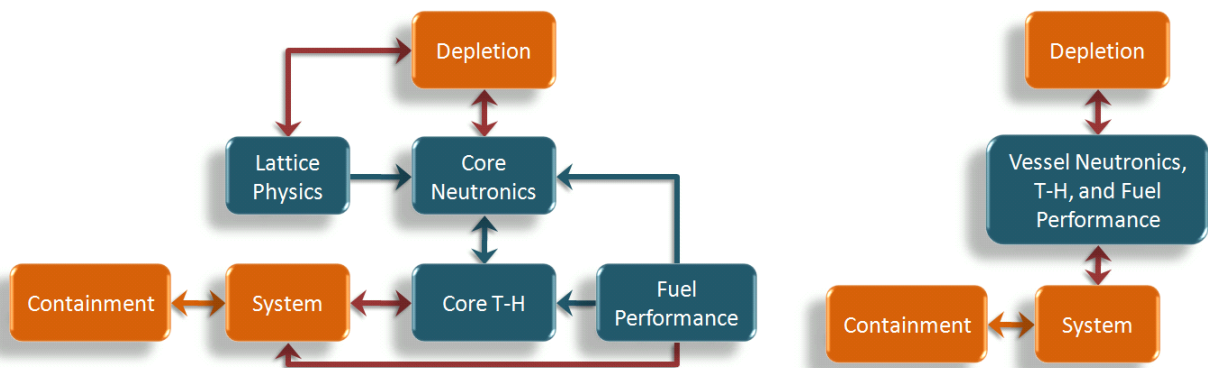 Depletion
Lattice
Physics
Core
Neutronics
Containment
System
Core T-H
Fuel
Performance
Depletion
Vessel Neutronics,
T-H, and Fuel
Performance
Containment
System